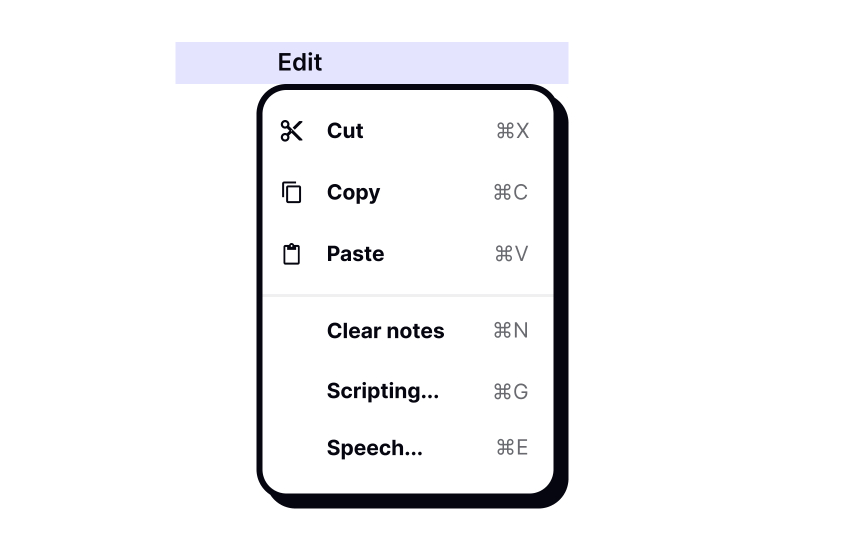 Edit
Cut ⌘X
Copy ⌘C
Paste ⌘V
Clear notes ⌘N
Scripting... ⌘G
Speech... ⌘E